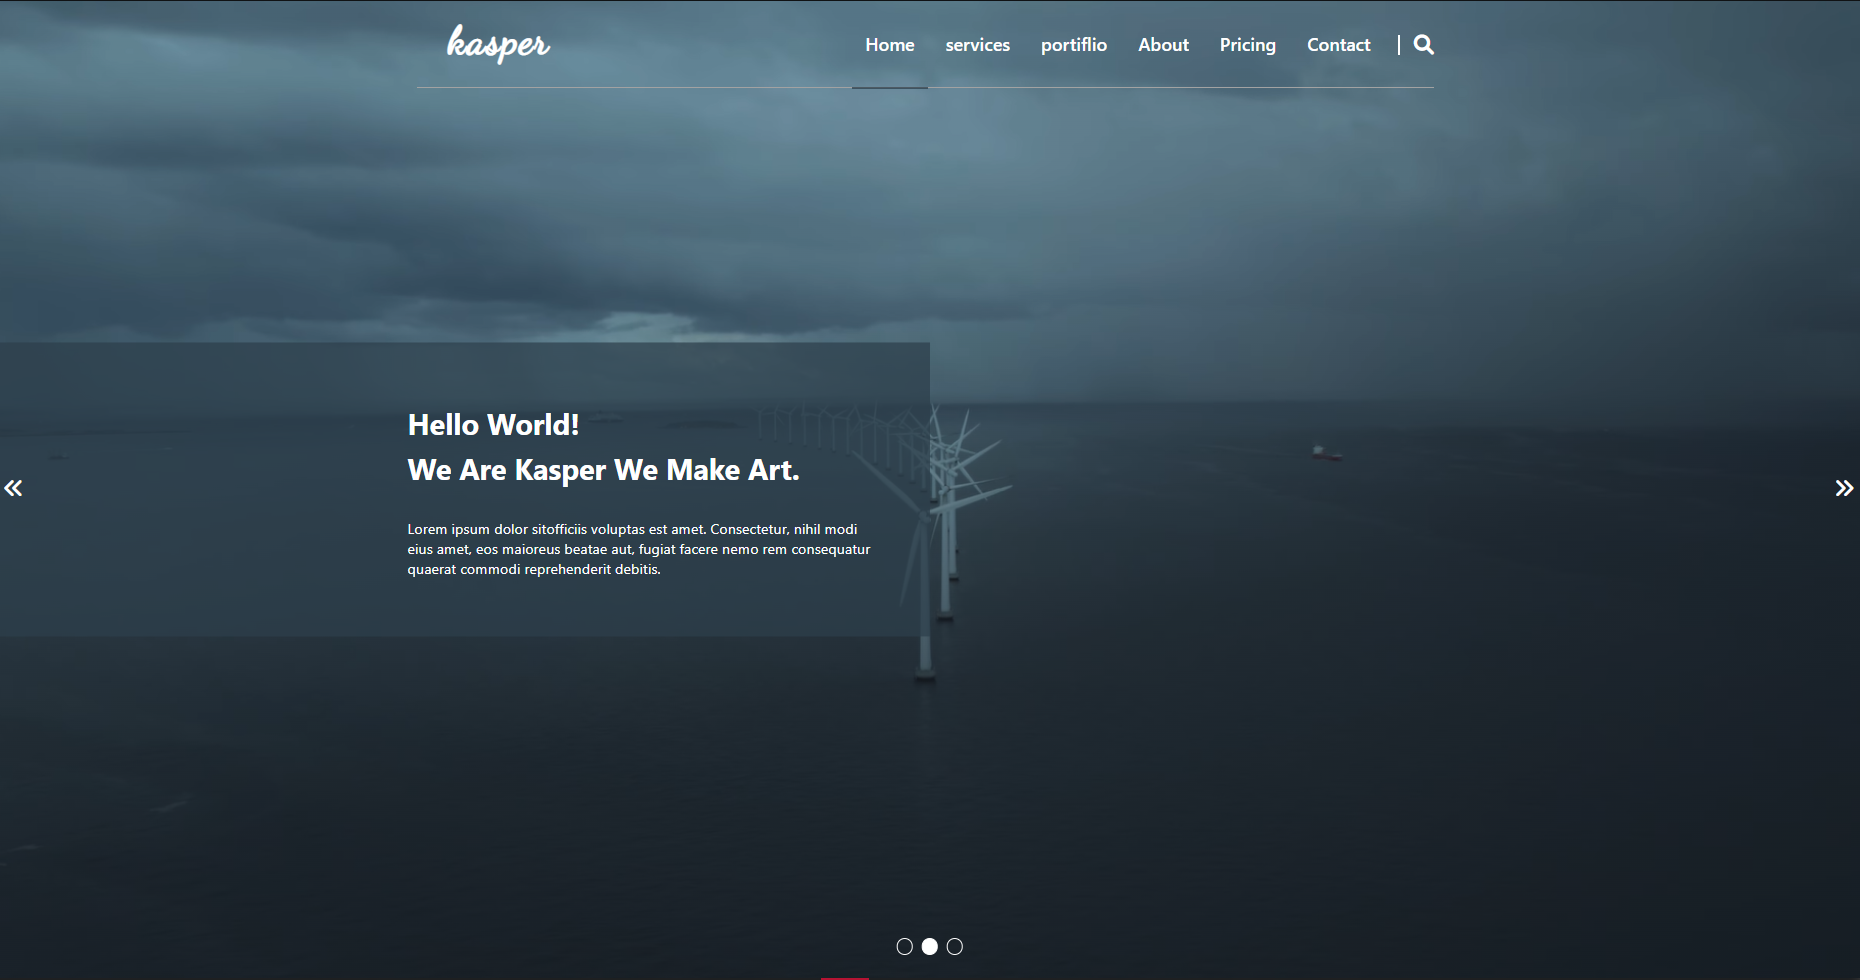 kasper
Home services portiflio About Pricing Contact
Hello World!
We Are Kasper We Make Art.
Lorem ipsum dolor sitofficiis voluptas est amet. Consectetur, nihil modi
eius amet, eos maioreus beatae aut, fugiat facere nemo rem consequatur
quaerat commodi reprehenderit debitis.